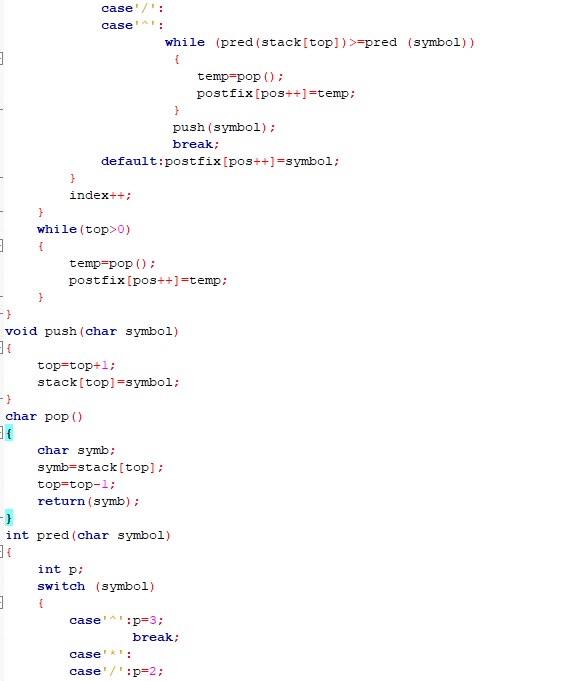 case'/':
case'^':
while (pred(stack[top])>=pred (symbol))
{
temp=pop();
postfix[pos++]=temp;
}
push(symbol);
break;
default:postfix[pos++]=symbol;
}
index++;
}
while(top>0)
{
temp=pop();
postfix[pos++]=temp;
}
}
void push(char symbol)
{
top=top+1;
stack[top]=symbol;
}
char pop()
{
char symb;
symb=stack[top];
top=top-1;
return(symb);
}
int pred(char symbol)
{
int p;
switch (symbol)
{
case'^':p=3;
break;
case'*':
case'/':p=2;